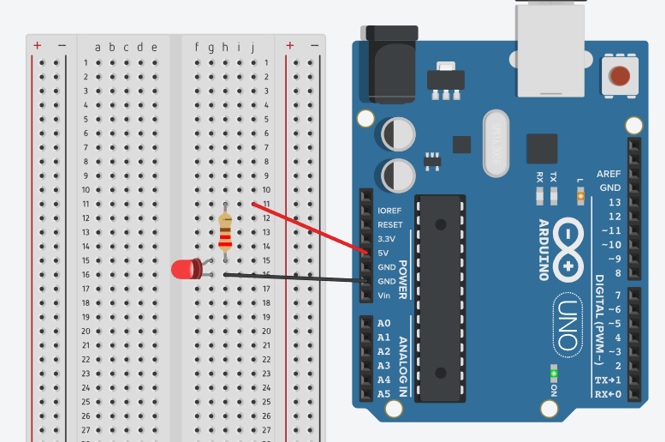 + − a b c d e f g h i j + −
1 1
2 2
3 3
4 4
5 5
6 6
7 7
8 8
9 9
10 10
11 11
12 12
13 13
14 14
15
16 16
17 17
18 18
19 19
20 20
21 21
22 22
23 23
24 24
25 25
26 26
27 27
IOREF
RESET
3.3V
5V
GND
GND
Vin
POWER
A0
A1
A2
A3
A4
A5
ANALOG IN
RX
TX
L
ARDUINO
UNO
ON
AREF
GND
13
12
~11
~10
~9
8
7
~6
~5
4
~3
2
TX→1
RX←0
DIGITAL (PWM~)